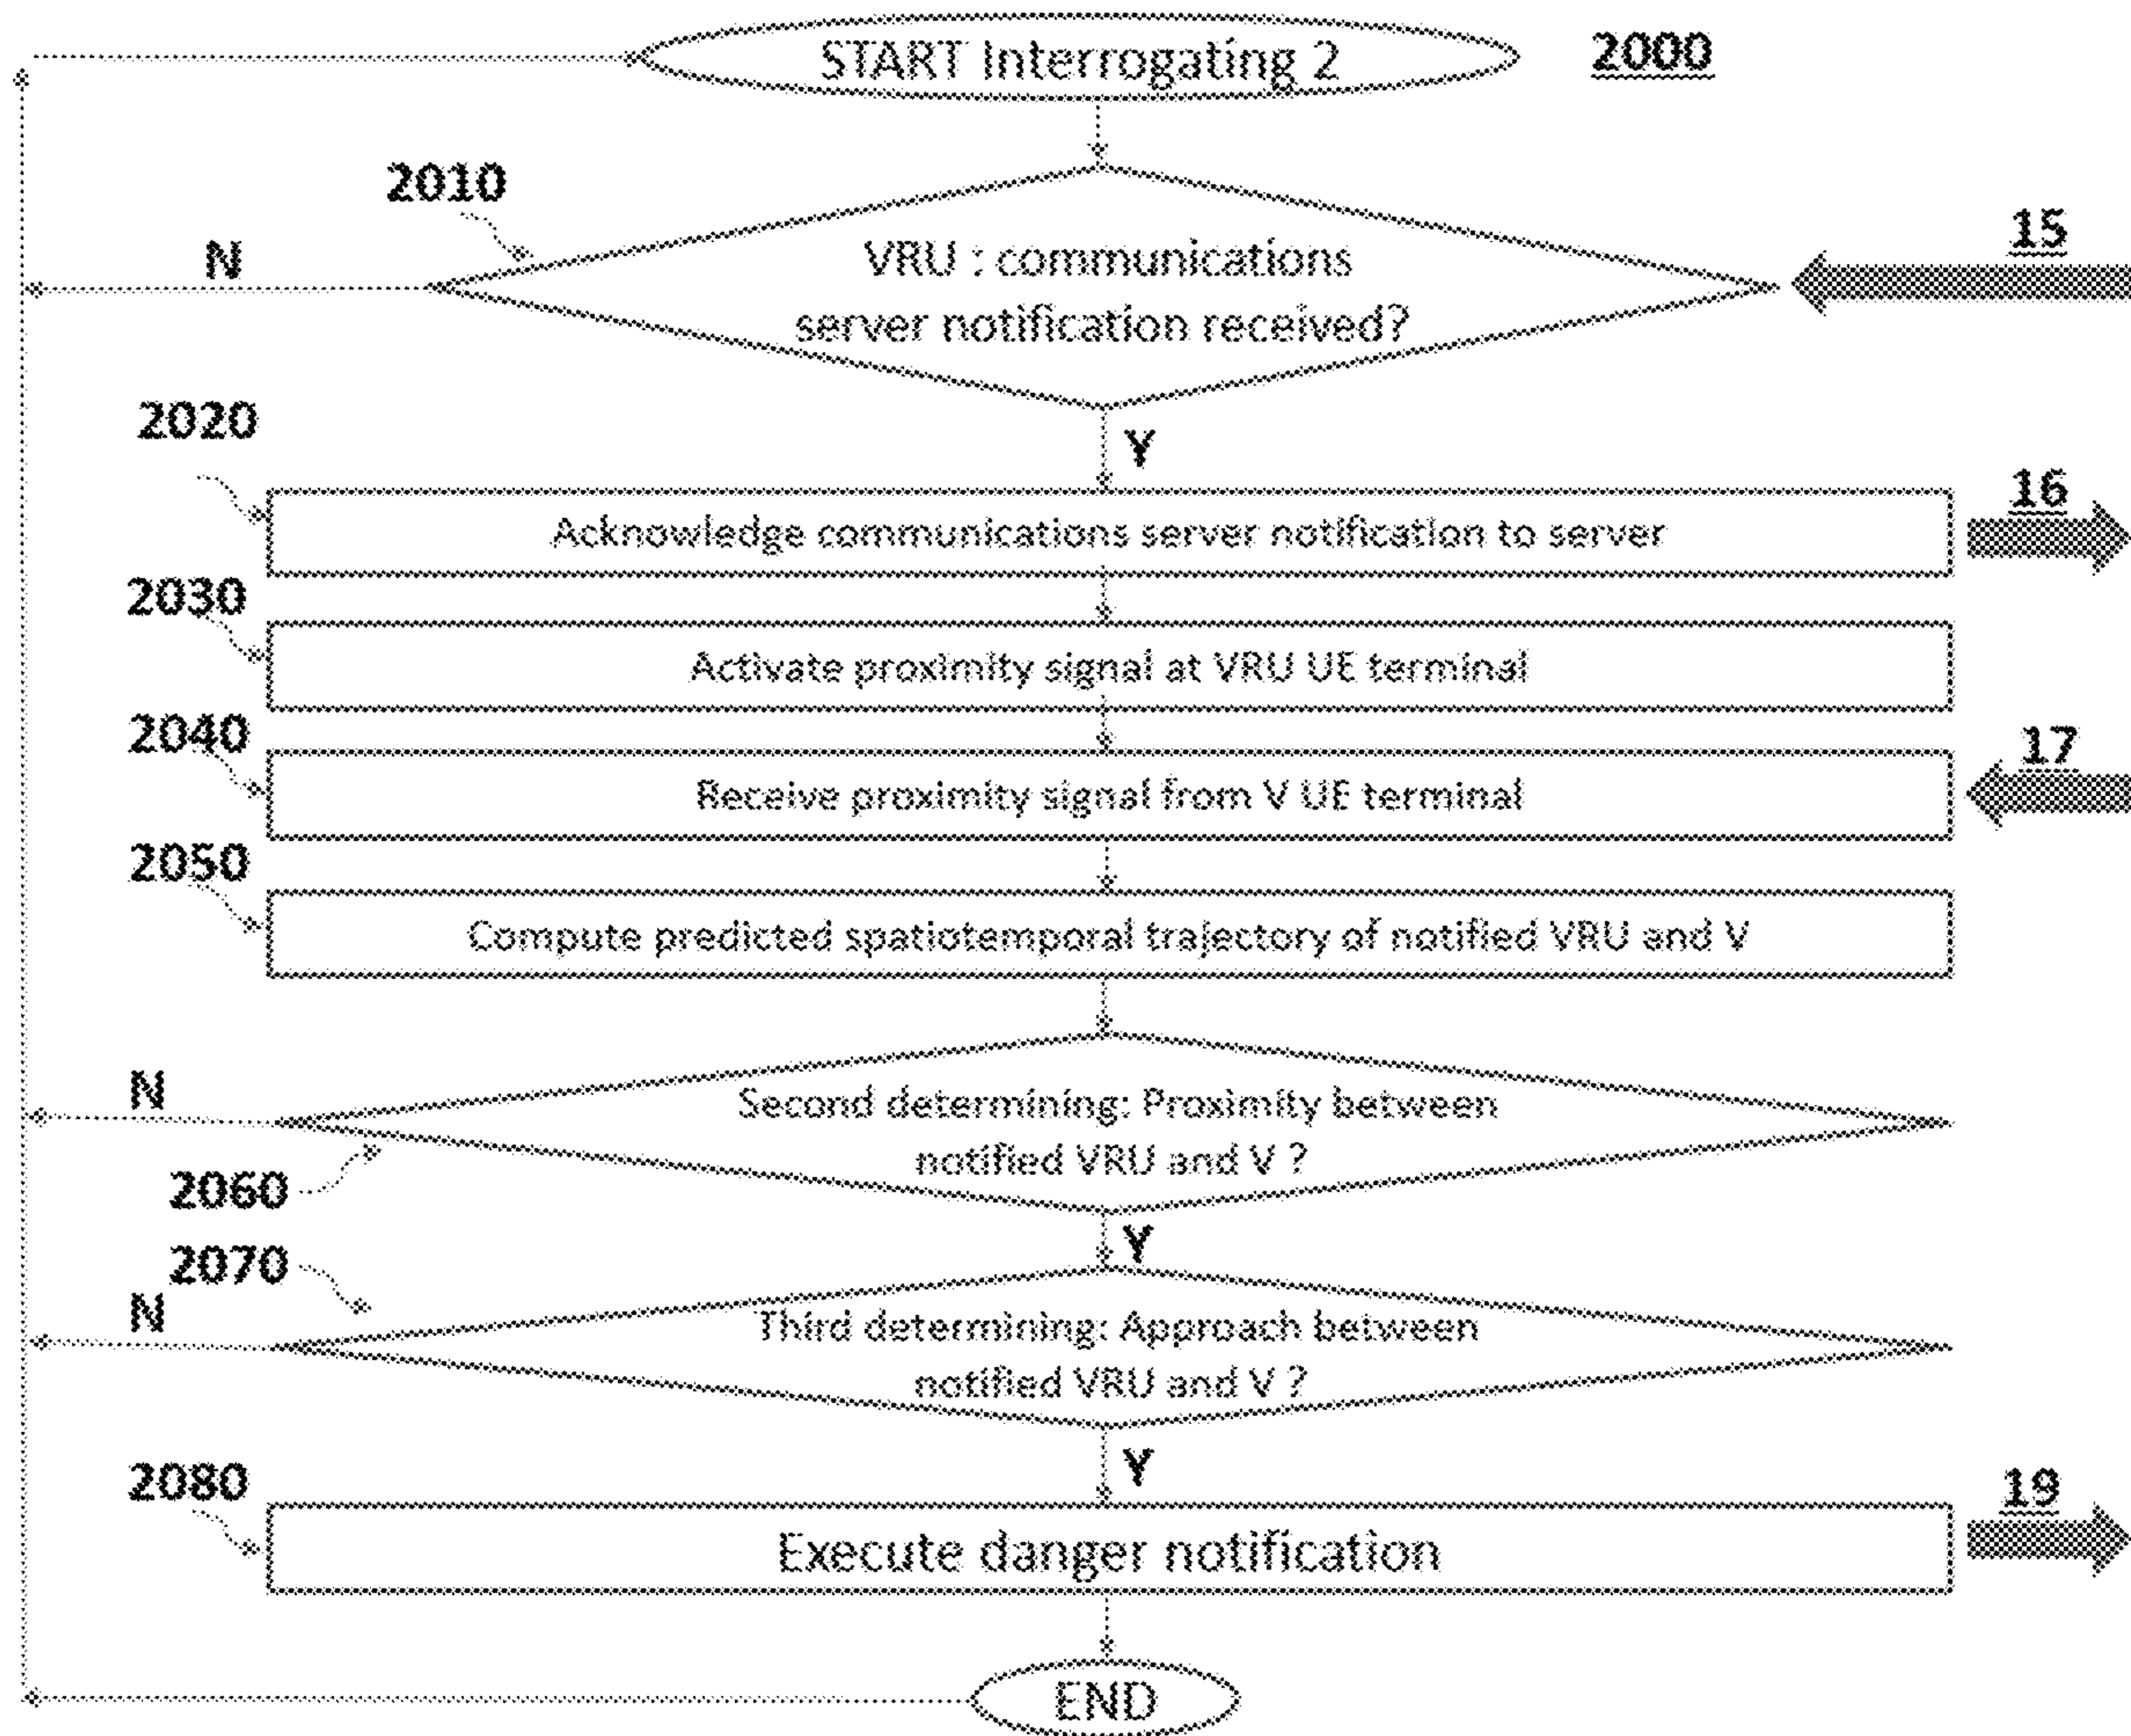 START Interrogating 2
2000
2010
N
VRU : communications
server notification received?
15
Y
2020
Acknowledge communications server notification to server
16
2030
Activate proximity signal at VRU UE terminal
2040
Receive proximity signal from V UE terminal
17
2050
Compute predicted spatiotemporal trajectory of notified VRU and V
N
Second determining: Proximity between
notified VRU and V ?
2060
Y
2070
N
Third determining: Approach between
notified VRU and V ?
Y
2080
Execute danger notification
19
END